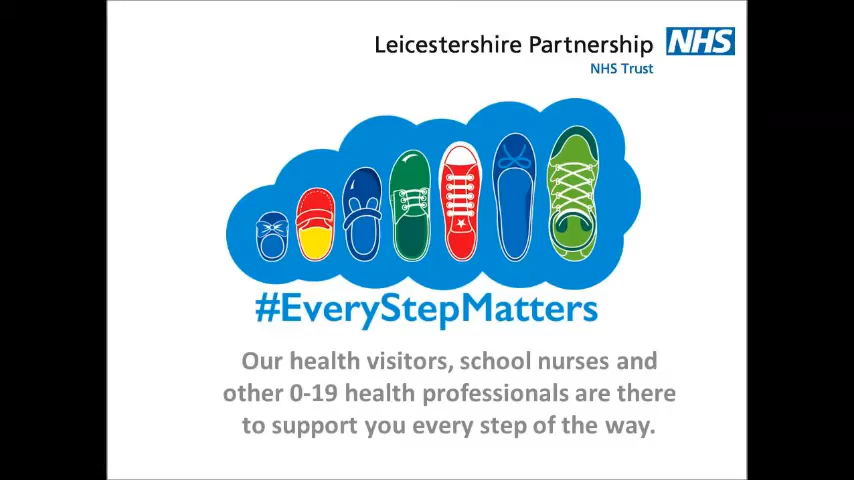 Leicestershire Partnership NHS
NHS Trust
#EveryStepMatters
Our health visitors, school nurses and
other 0-19 health professionals are there
to support you every step of the way.